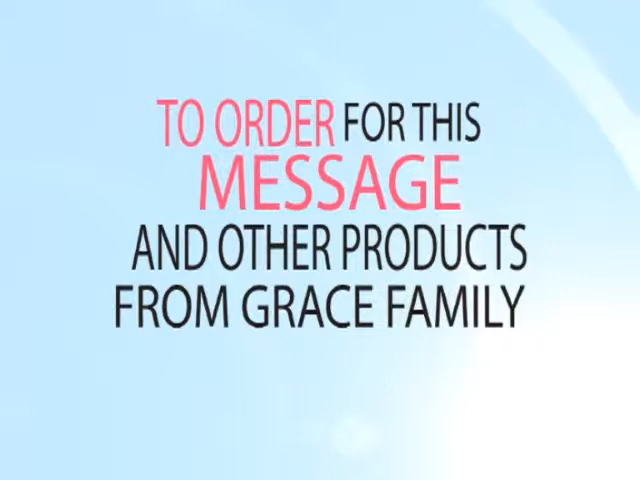 TO ORDER FOR THIS
MESSAGE
AND OTHER PRODUCTS
FROM GRACE FAMILY